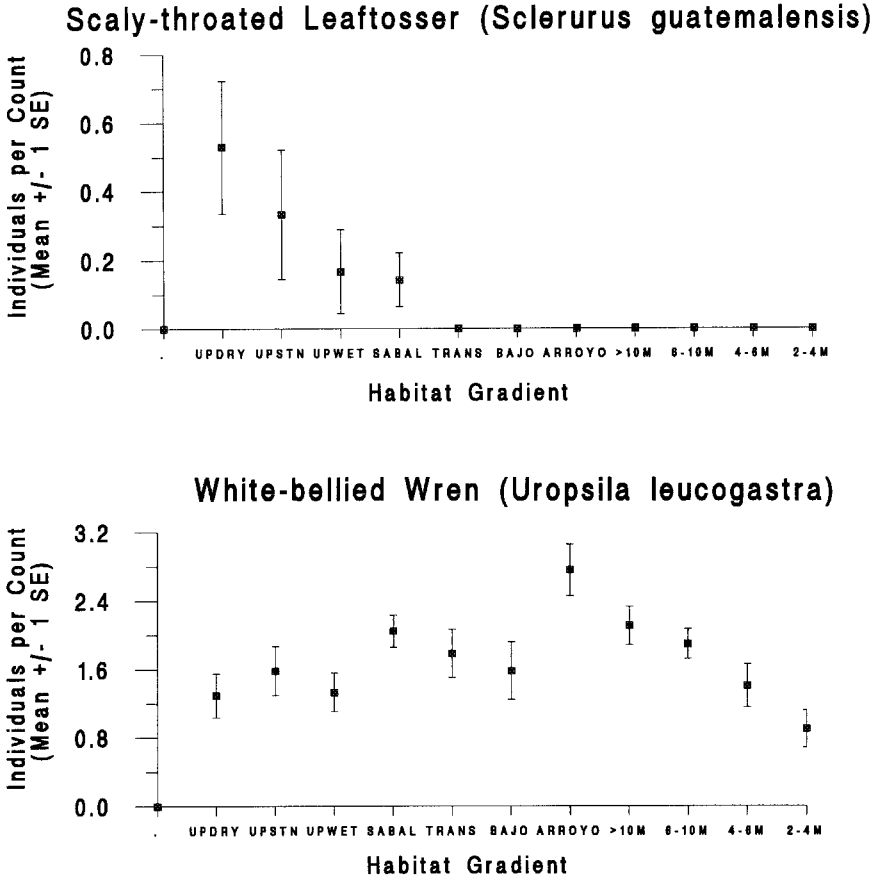 Scaly-throated Leaftosser (Sclerurus guatemalensis)
Individuals per Count
(Mean +/- 1 SE)
0.8
0.6
0.4
0.2
0.0
. UPDRY UPSTN UPWET SABAL TRANS BAJO ARROYO >10M 6-10M 4-6M 2-4M
Habitat Gradient
White-bellied Wren (Uropsila leucogastra)
Individuals per Count
(Mean +/- 1 SE)
3.2
2.4
1.6
0.8
0.0
. UPDRY UPSTN UPWET SABAL TRANS BAJO ARROYO >10M 6-10M 4-6M 2-4M
Habitat Gradient